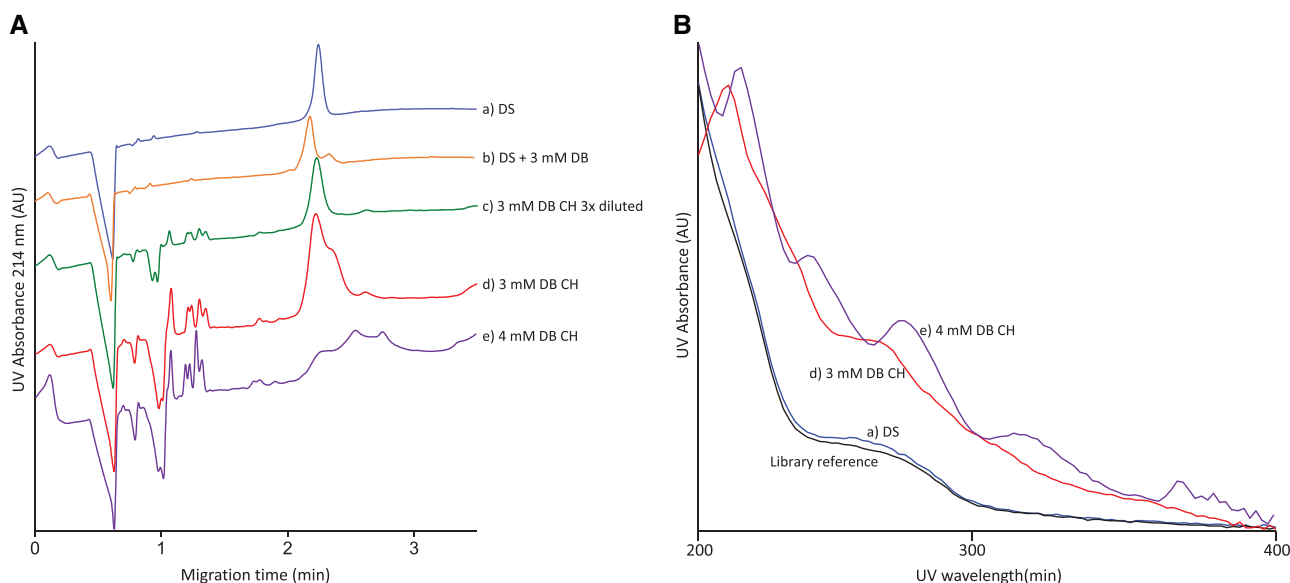 A
UV Absorbance 214 nm (AU)
a) DS
b) DS + 3 mM DB
c) 3 mM DB CH 3x diluted
d) 3 mM DB CH
e) 4 mM DB CH
0 1 2 3
Migration time (min)
B
UV Absorbance (AU)
e) 4 mM DB CH
d) 3 mM DB CH
a) DS
Library reference
200 300 400
UV wavelength(min)